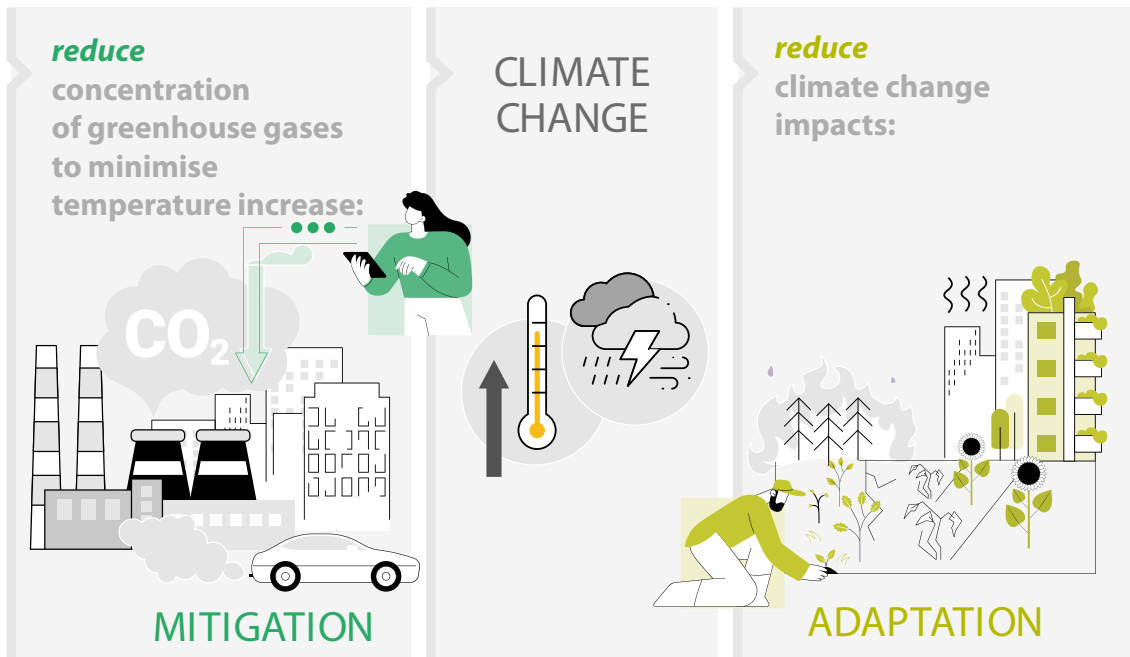 reduce
concentration
of greenhouse gases
to minimise
temperature increase:
CO2
MITIGATION
CLIMATE
CHANGE
reduce
climate change
impacts:
ADAPTATION